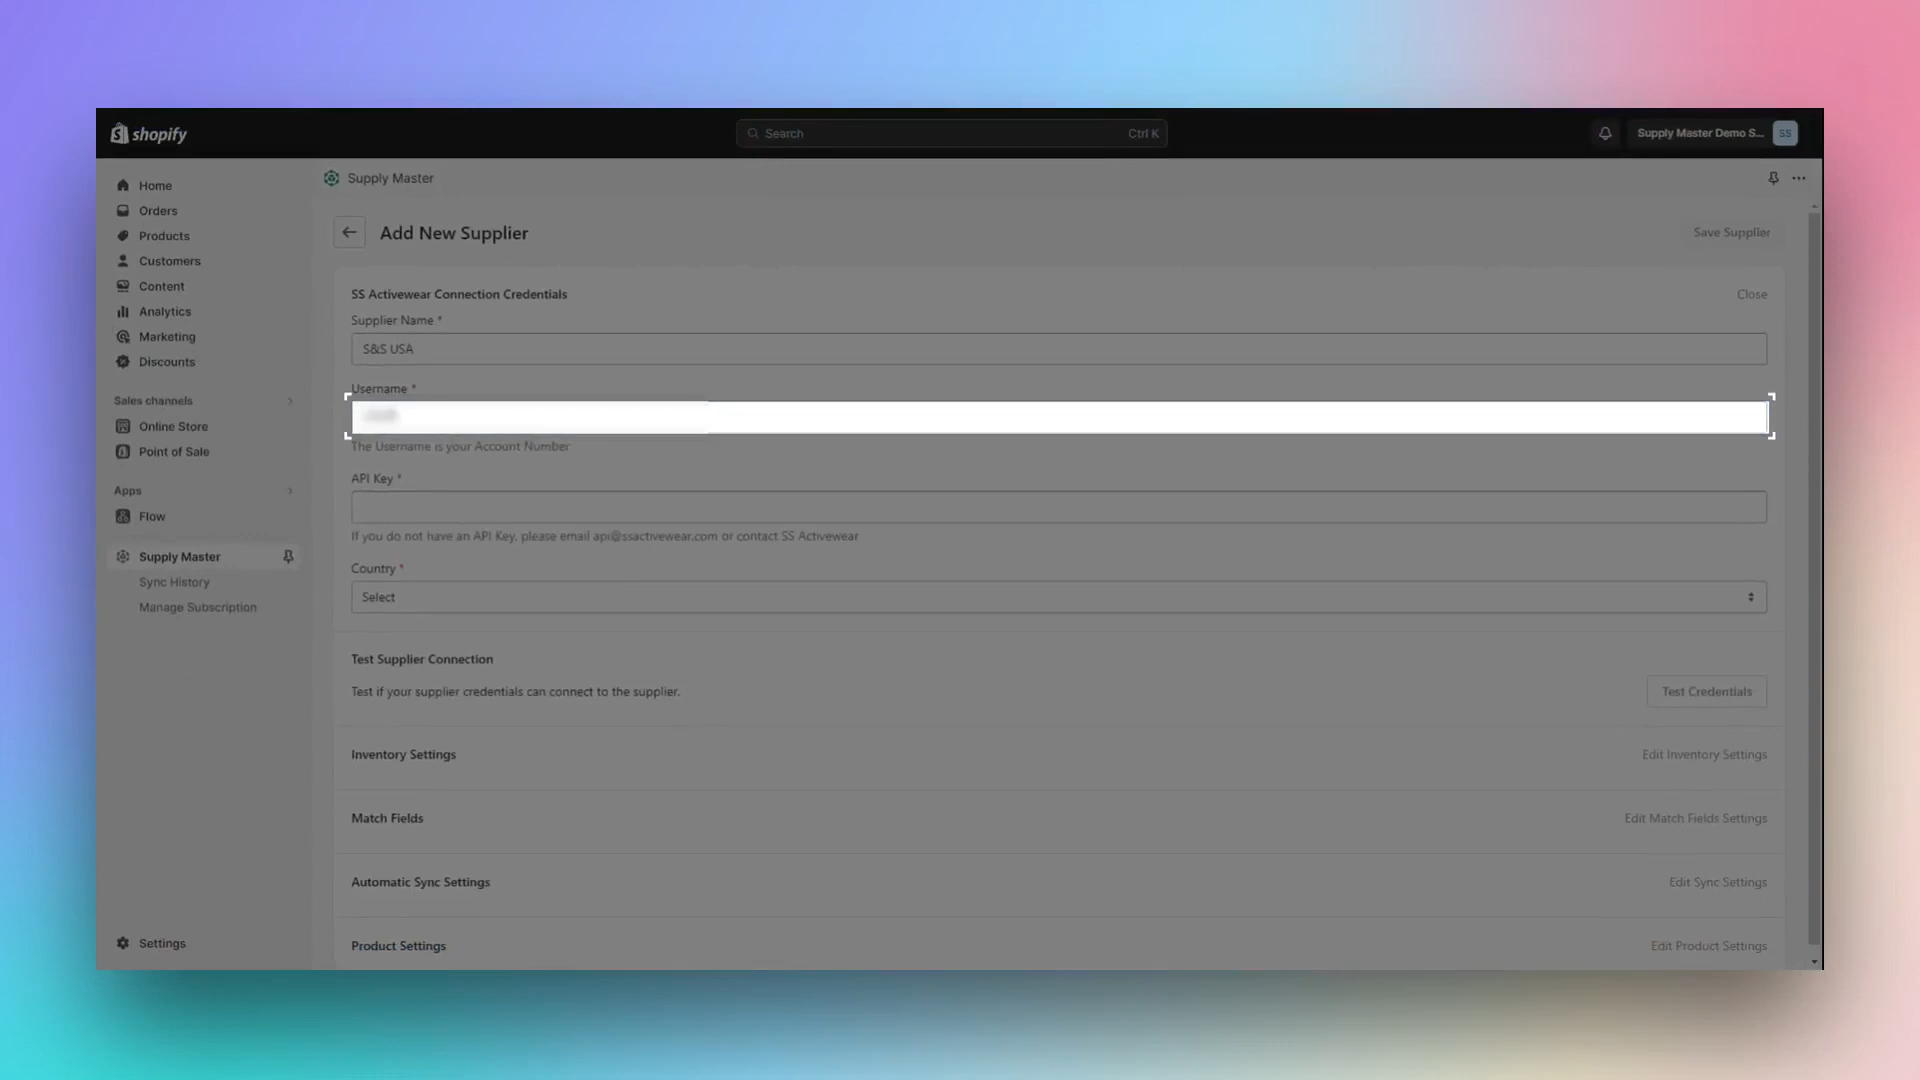 shopify
Search
Ctrl K
Supply Master Demo S...
SS
Home
Orders
Products
Customers
Content
Analytics
Marketing
Discounts
Sales channels
Online Store
Point of Sale
Apps
Flow
Supply Master
Sync History
Manage Subscription
Settings
Supply Master
Add New Supplier
Save Supplier
SS Activewear Connection Credentials
Close
Supplier Name *
S&S USA
Username *
The Username is your Account Number
API Key *
If you do not have an API Key, please email api@ssactivewear.com or contact SS Activewear
Country *
Select
Test Supplier Connection
Test if your supplier credentials can connect to the supplier.
Test Credentials
Inventory Settings
Edit Inventory Settings
Match Fields
Edit Match Fields Settings
Automatic Sync Settings
Edit Sync Settings
Product Settings
Edit Product Settings